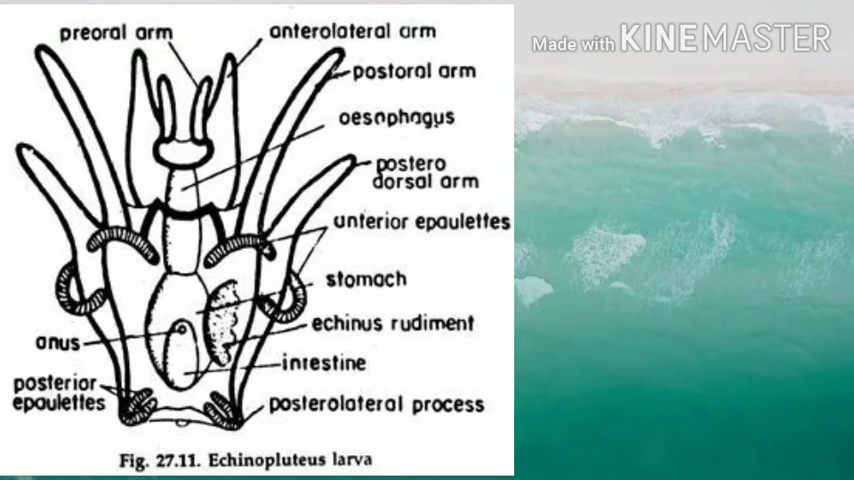 preoral arm
anterolateral arm
Made with KINEMASTER
postoral arm
oesophagus
postero
dorsal arm
anterior epaulettes
stomach
echinus rudiment
anus
intestine
posterior
epaulettes
posterolateral process
Fig. 27.11. Echinopluteus larva